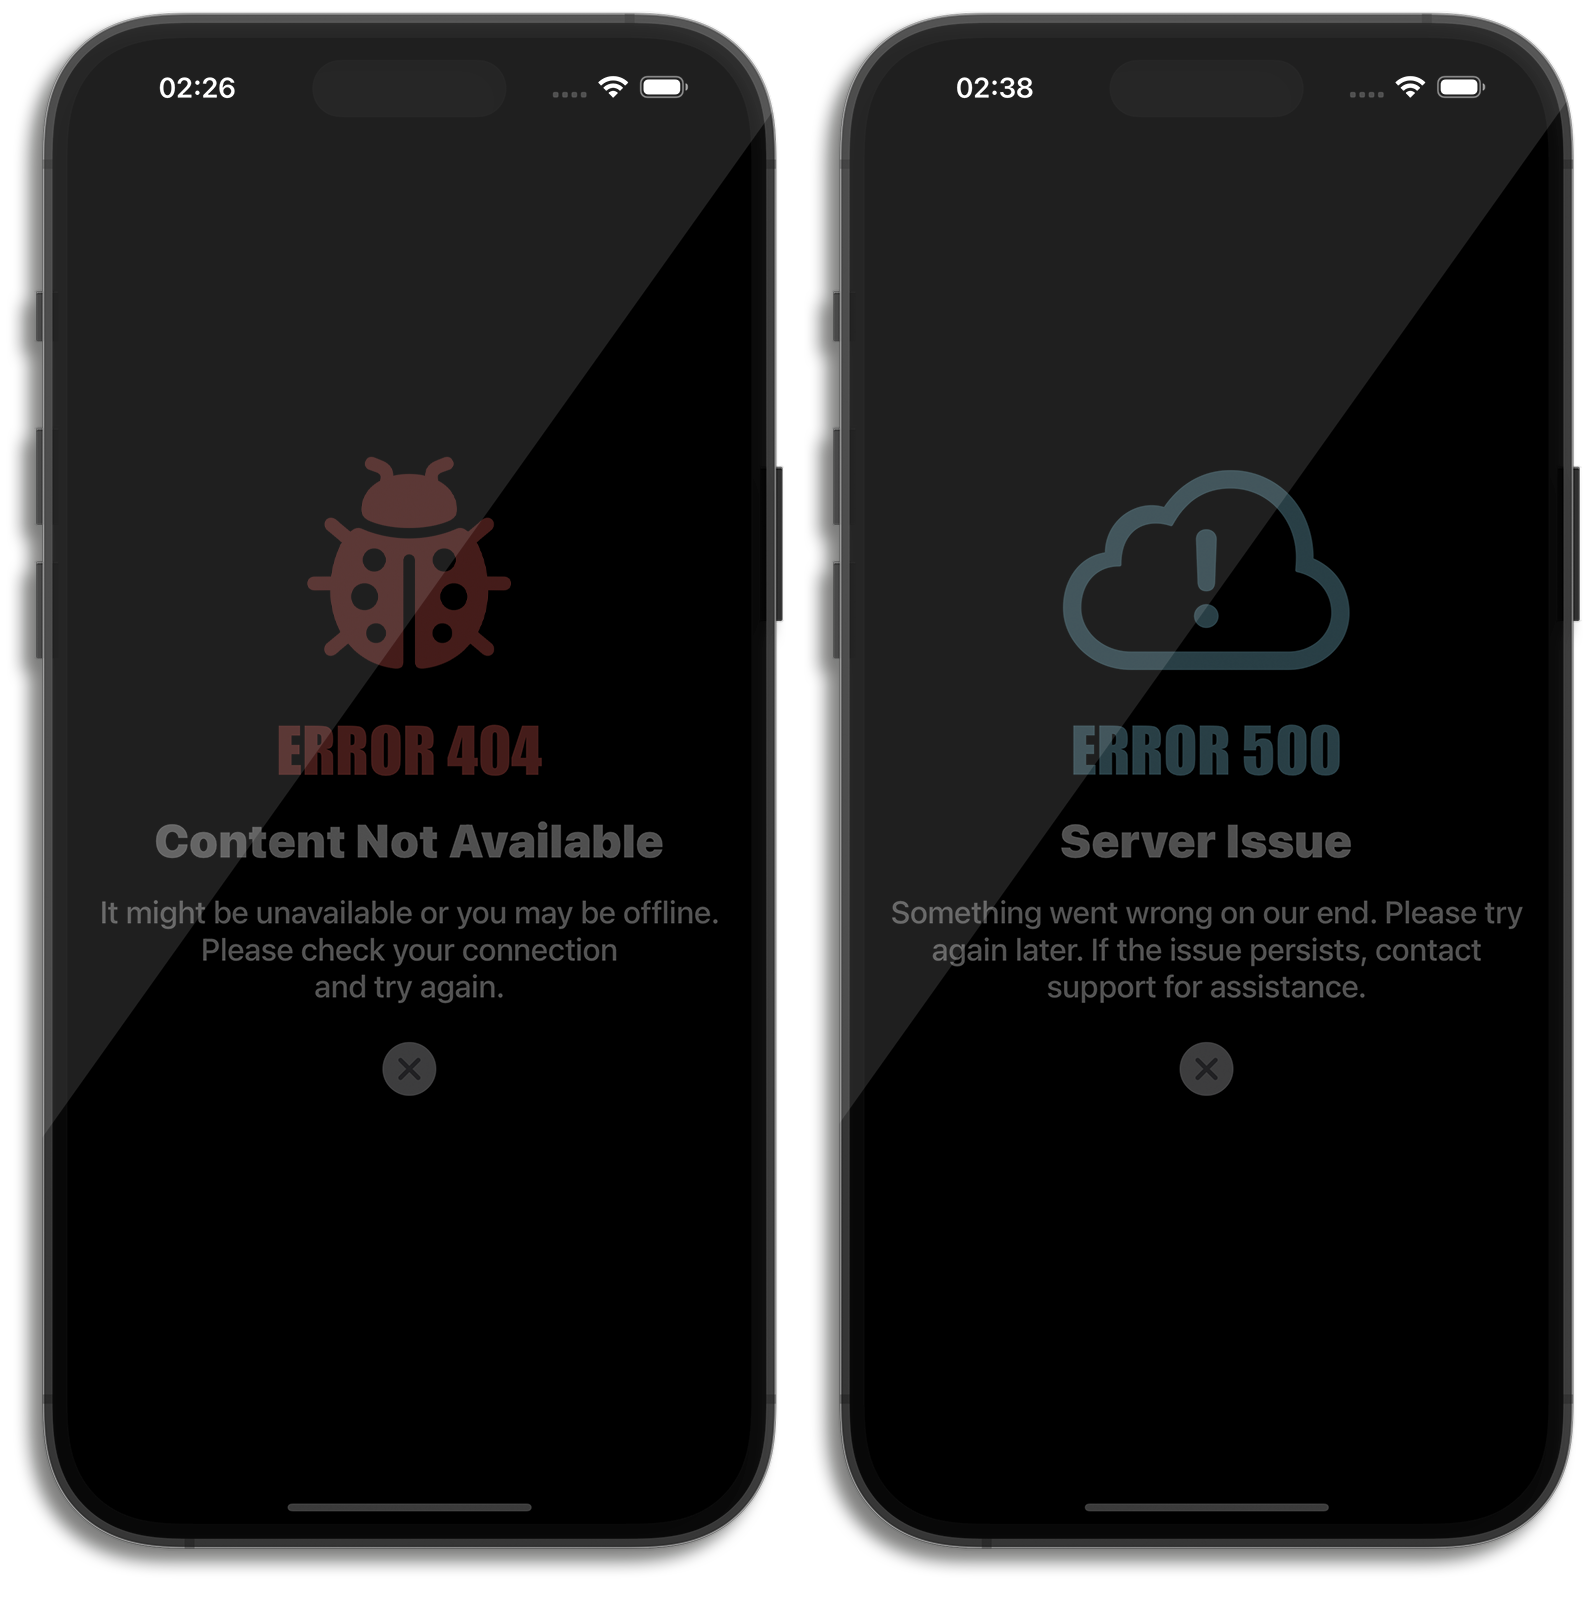 02:26
ERROR 404
Content Not Available
It might be unavailable or you may be offline.
Please check your connection
and try again.
02:38
ERROR 500
Server Issue
Something went wrong on our end. Please try
again later. If the issue persists, contact
support for assistance.